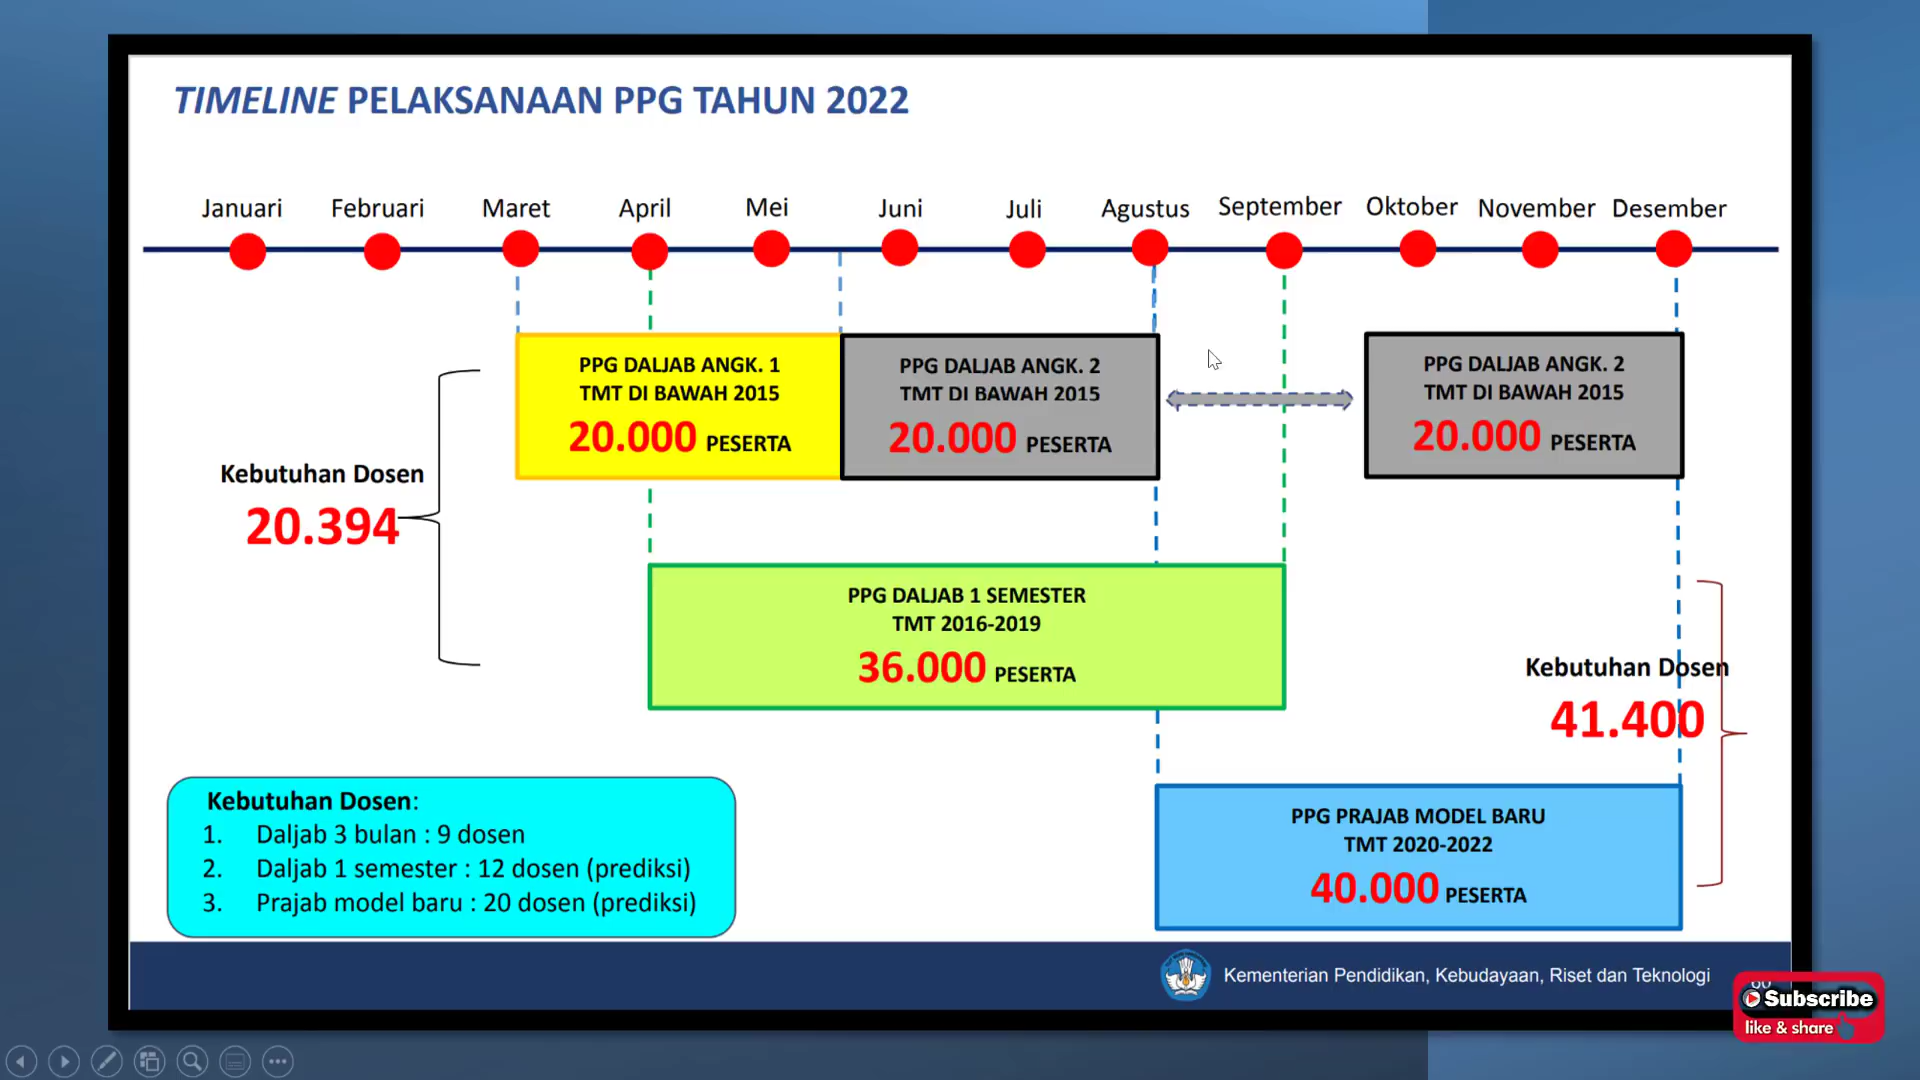 TIMELINE PELAKSANAAN PPG TAHUN 2022
Januari Februari Maret April Mei Juni Juli Agustus September Oktober November Desember
PPG DALJAB ANGK. 1
TMT DI BAWAH 2015
20.000 PESERTA
PPG DALJAB ANGK. 2
TMT DI BAWAH 2015
20.000 PESERTA
PPG DALJAB ANGK. 2
TMT DI BAWAH 2015
20.000 PESERTA
Kebutuhan Dosen
20.394
PPG DALJAB 1 SEMESTER
TMT 2016-2019
36.000 PESERTA
Kebutuhan Dosen
41.400
PPG PRAJAB MODEL BARU
TMT 2020-2022
40.000 PESERTA
Kebutuhan Dosen:
1. Daljab 3 bulan : 9 dosen
2. Daljab 1 semester : 12 dosen (prediksi)
3. Prajab model baru : 20 dosen (prediksi)
Kementerian Pendidikan, Kebudayaan, Riset dan Teknologi
Subscribe
like & share